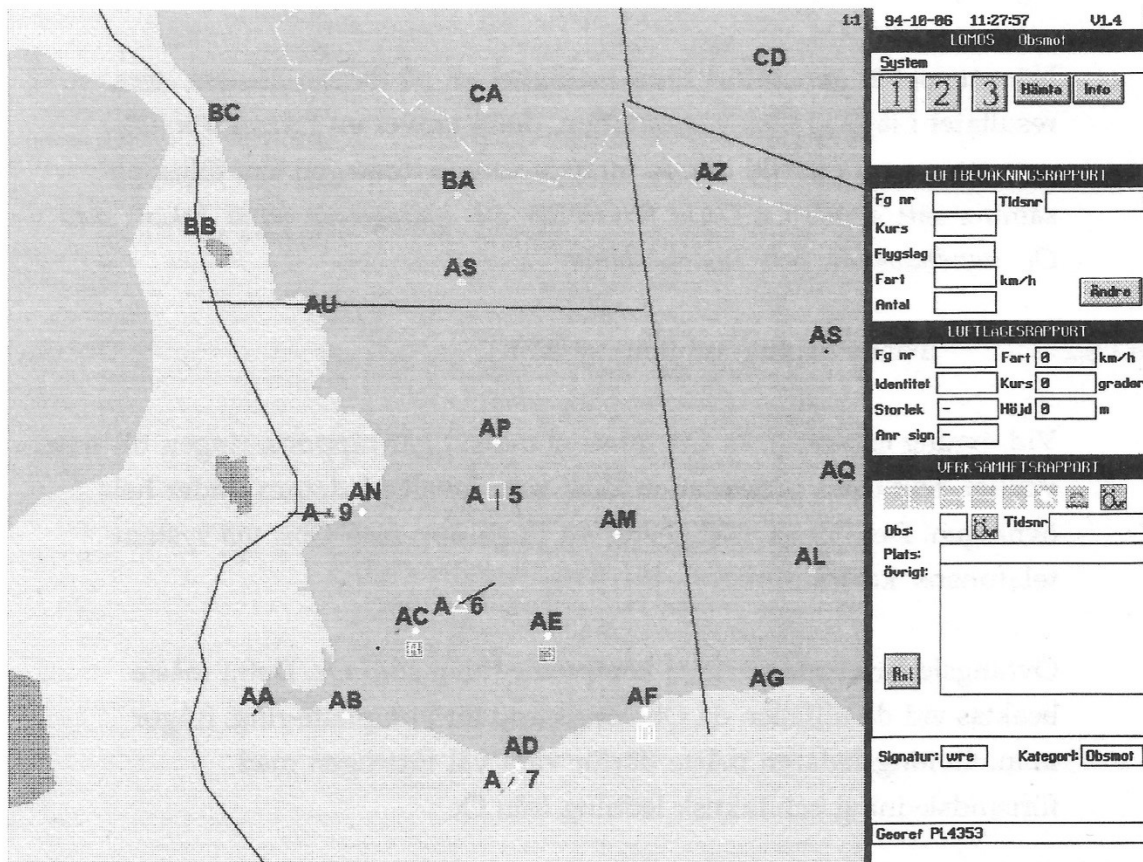 1:1
94-10-06 11:27:57 V1.4
LOMOS Obsmot
System
1 2 3 Hämta Info
LUFTBEVAKNINGSRAPPORT
Fg nr Tidsnr
Kurs
Flygslag
Fart km/h
Antal Ändra
LUFTLÄGESRAPPORT
Fg nr Fart 0 km/h
Identitet Kurs 0 grader
Storlek - Höjd 0 m
Anr sign -
VERKSAMHETSRAPPORT
Övr
Obs: Övr Tidsnr
Plats:
Övrigt:
Signatur: wre Kategori: Obsmot
Georef PL4353
CD
CA
BC
AZ
BA
BB
AS
AU
AS
AP
AQ
A 5
AN
A 9
AM
AL
A 6
AC
AE
AG
AA
AB
AF
AD
A 7